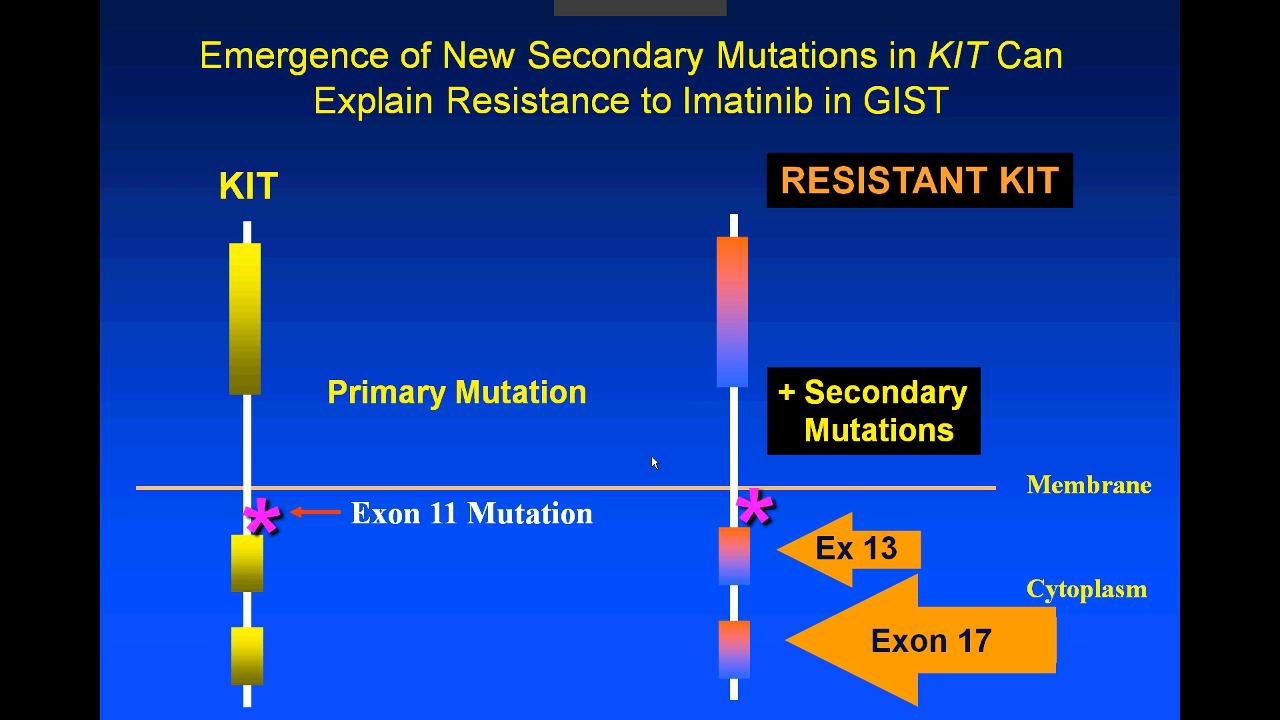 Emergence of New Secondary Mutations in KIT Can
Explain Resistance to Imatinib in GIST
KIT
RESISTANT KIT
Primary Mutation
+ Secondary
Mutations
Membrane
*
*
Exon 11 Mutation
Ex 13
Cytoplasm
Exon 17